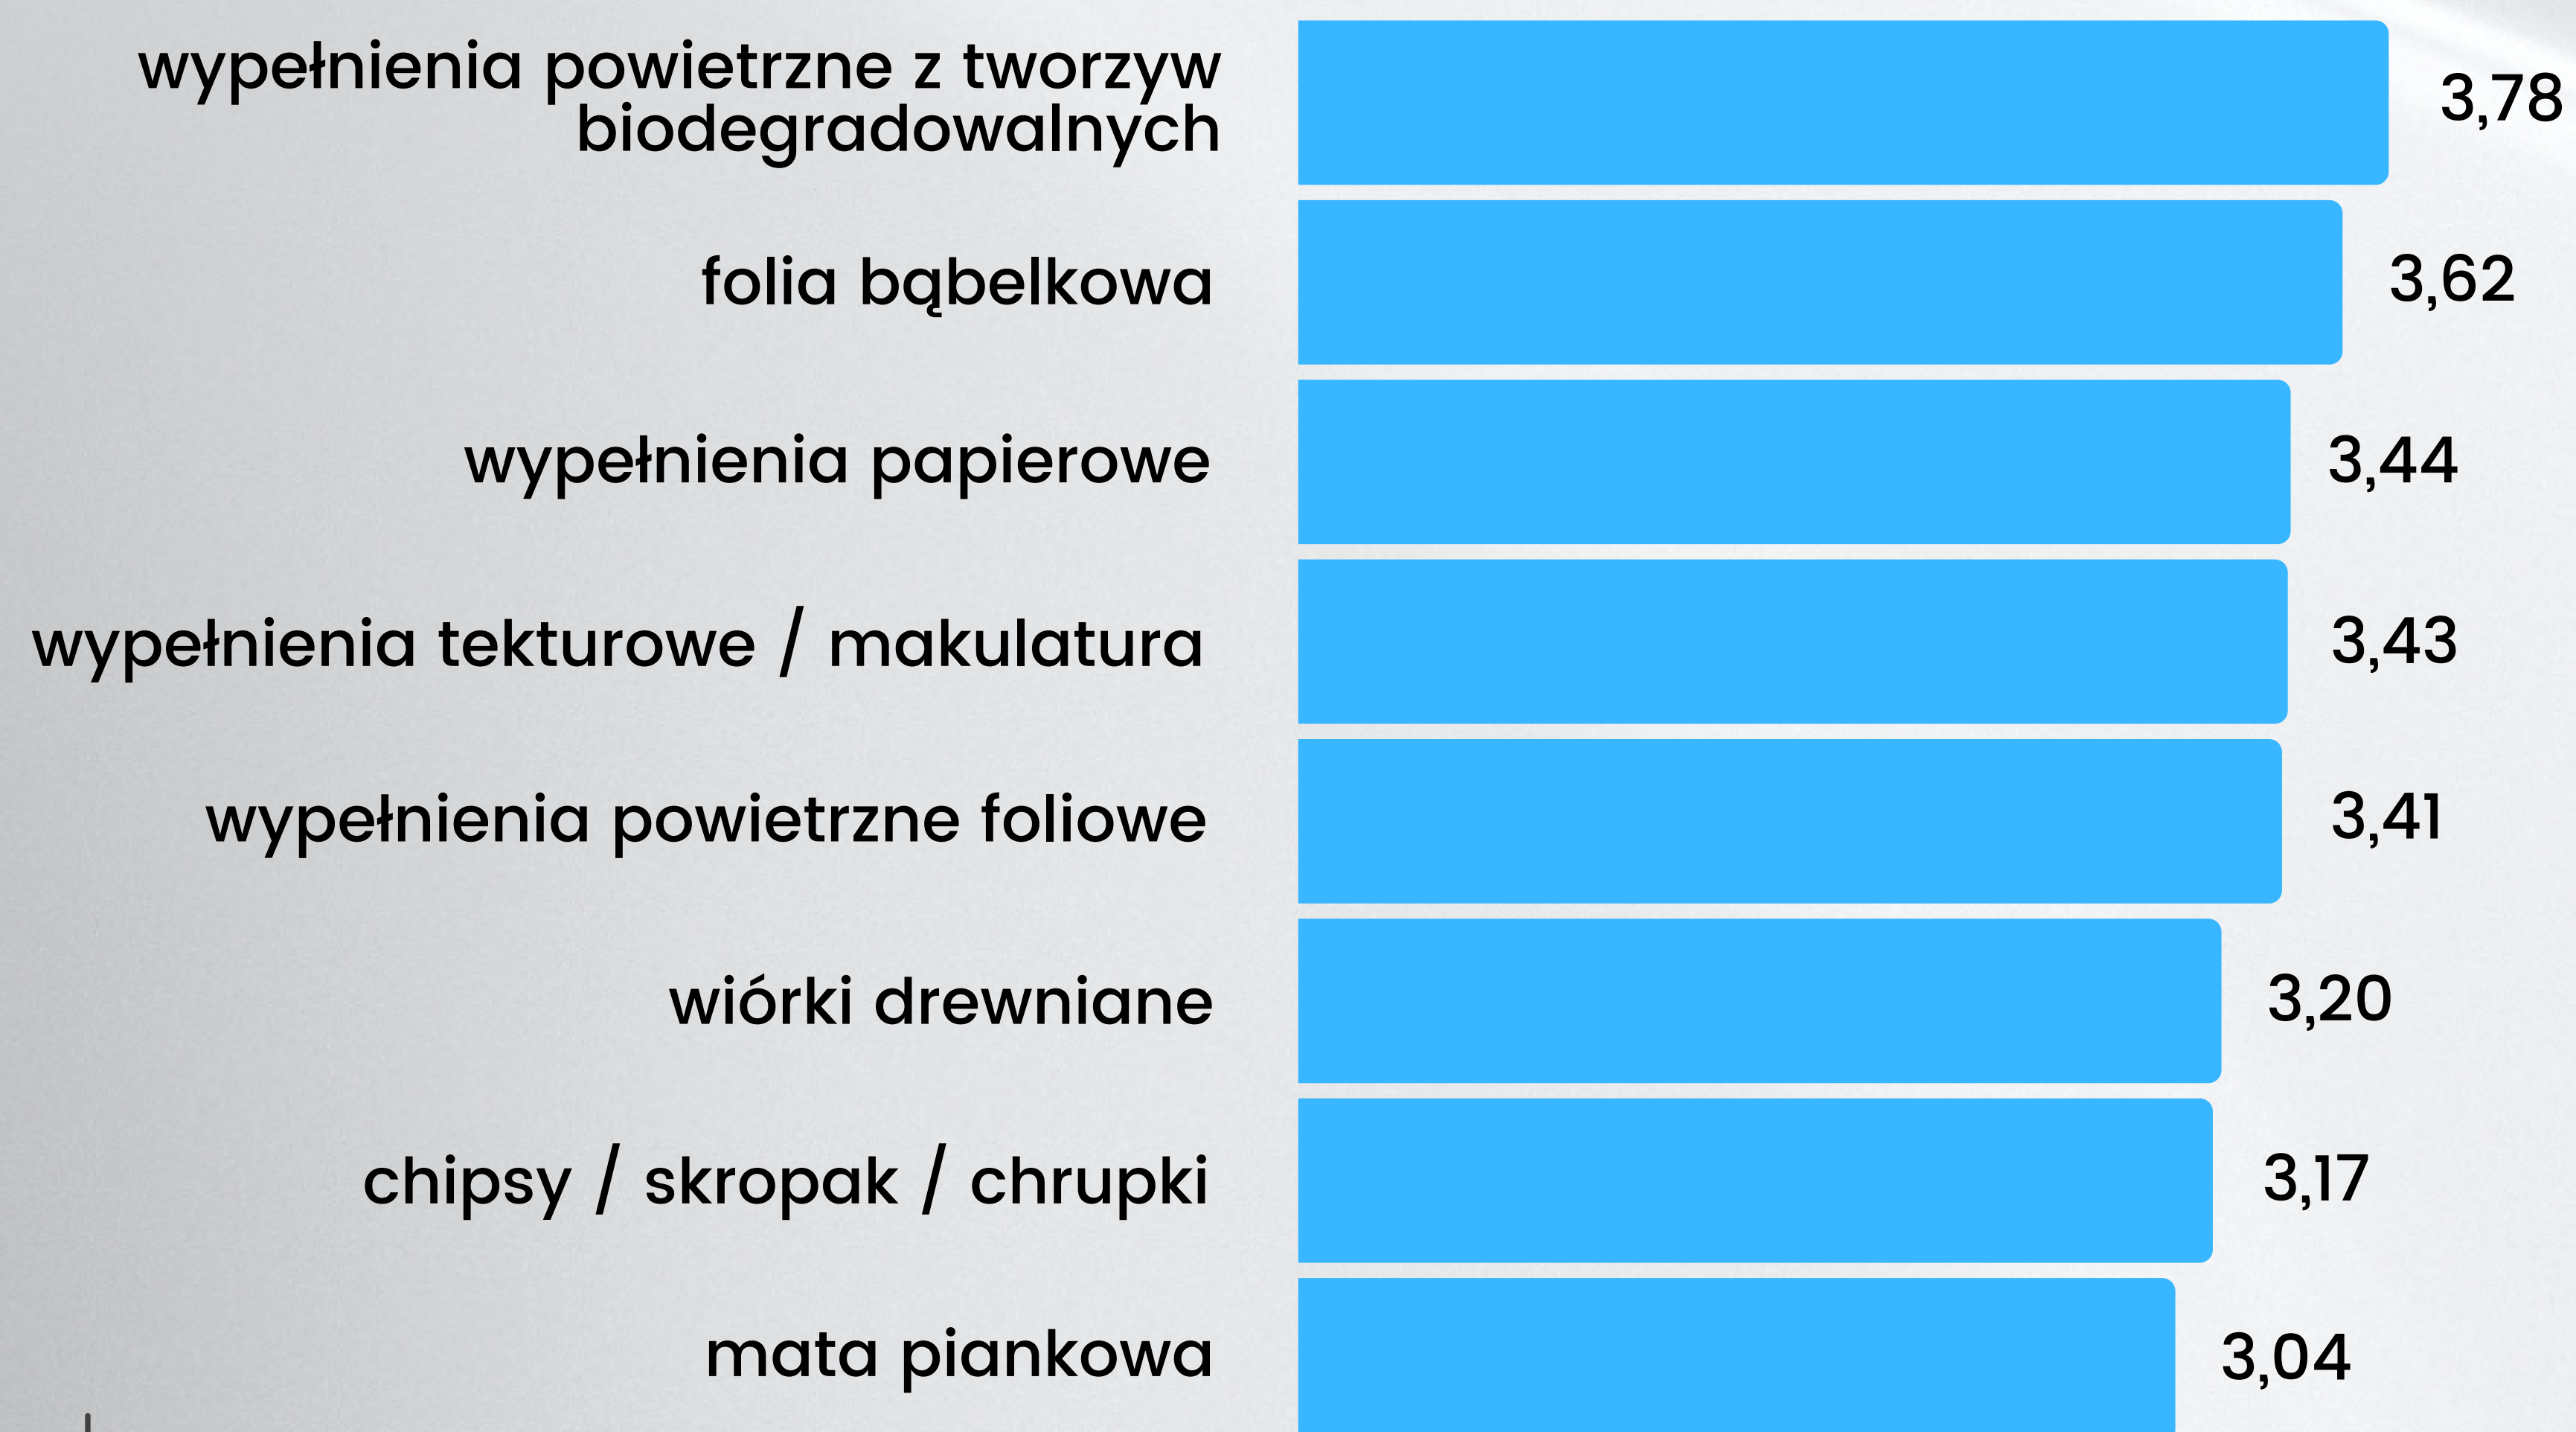 wypełnienia powietrzne z tworzyw
biodegradowalnych
3,78
folia bąbelkowa
3,62
wypełnienia papierowe
3,44
wypełnienia tekturowe / makulatura
3,43
wypełnienia powietrzne foliowe
3,41
wiórki drewniane
3,20
chipsy / skropak / chrupki
3,17
mata piankowa
3,04